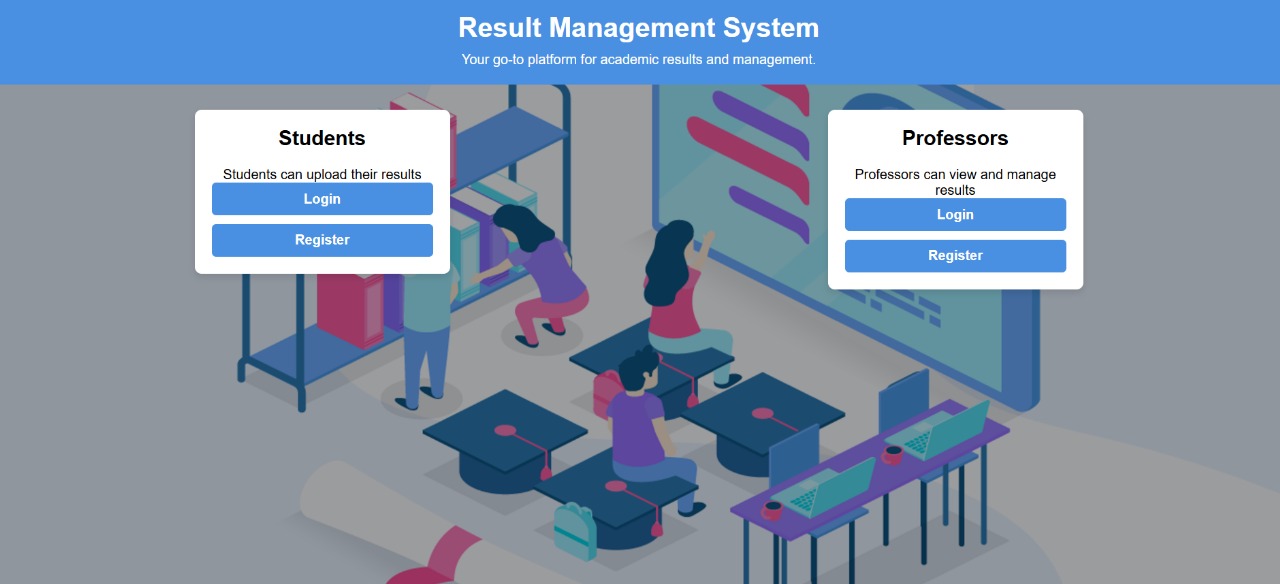 Result Management System
Your go-to platform for academic results and management.
Students
Students can upload their results
Login
Register
Professors
Professors can view and manage
results
Login
Register